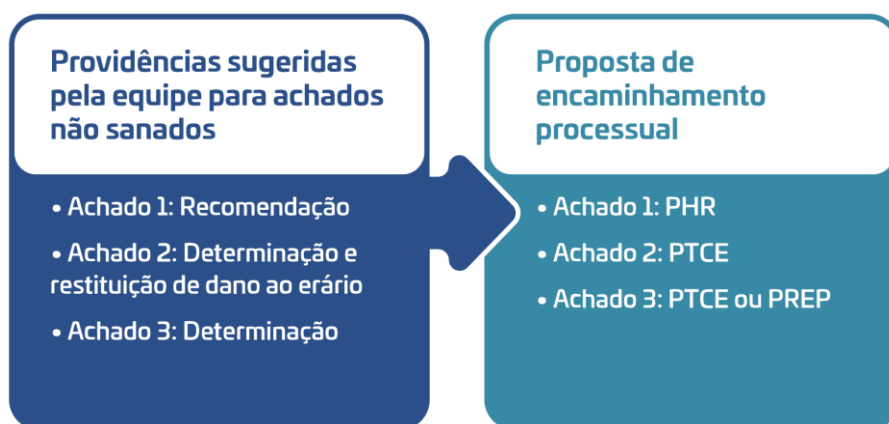 Providências sugeridas
pela equipe para achados
não sanados
• Achado 1: Recomendação
• Achado 2: Determinação e
restituição de dano ao erário
• Achado 3: Determinação
Proposta de
encaminhamento
processual
• Achado 1: PHR
• Achado 2: PTCE
• Achado 3: PTCE ou PREP